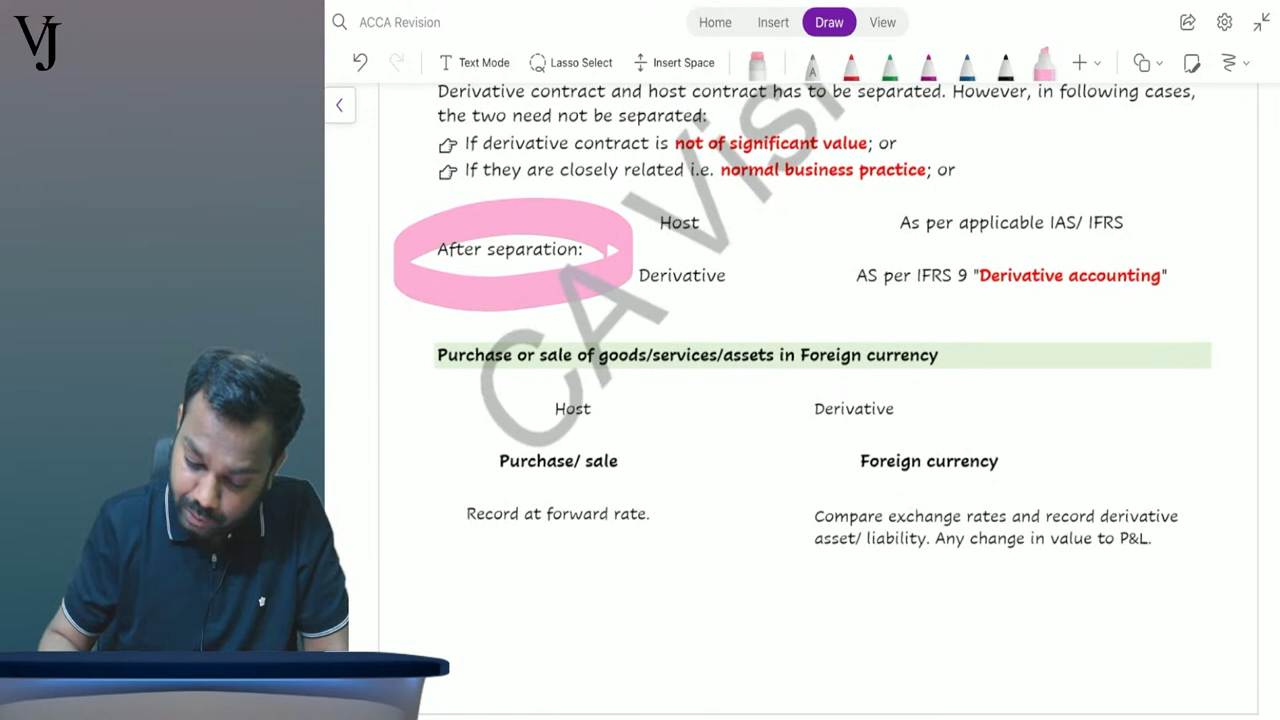 VJ
ACCA Revision
Home Insert Draw View
Text Mode Lasso Select Insert Space
Derivative contract and host contract has to be separated. However, in following cases,
the two need not be separated:
If derivative contract is not of significant value; or
If they are closely related i.e. normal business practice; or
Host As per applicable IAS/ IFRS
After separation:
Derivative AS per IFRS 9 "Derivative accounting"
Purchase or sale of goods/services/assets in Foreign currency
Host Derivative
Purchase/ sale Foreign currency
Record at forward rate. Compare exchange rates and record derivative
asset/ liability. Any change in value to P&L.
CA Visi